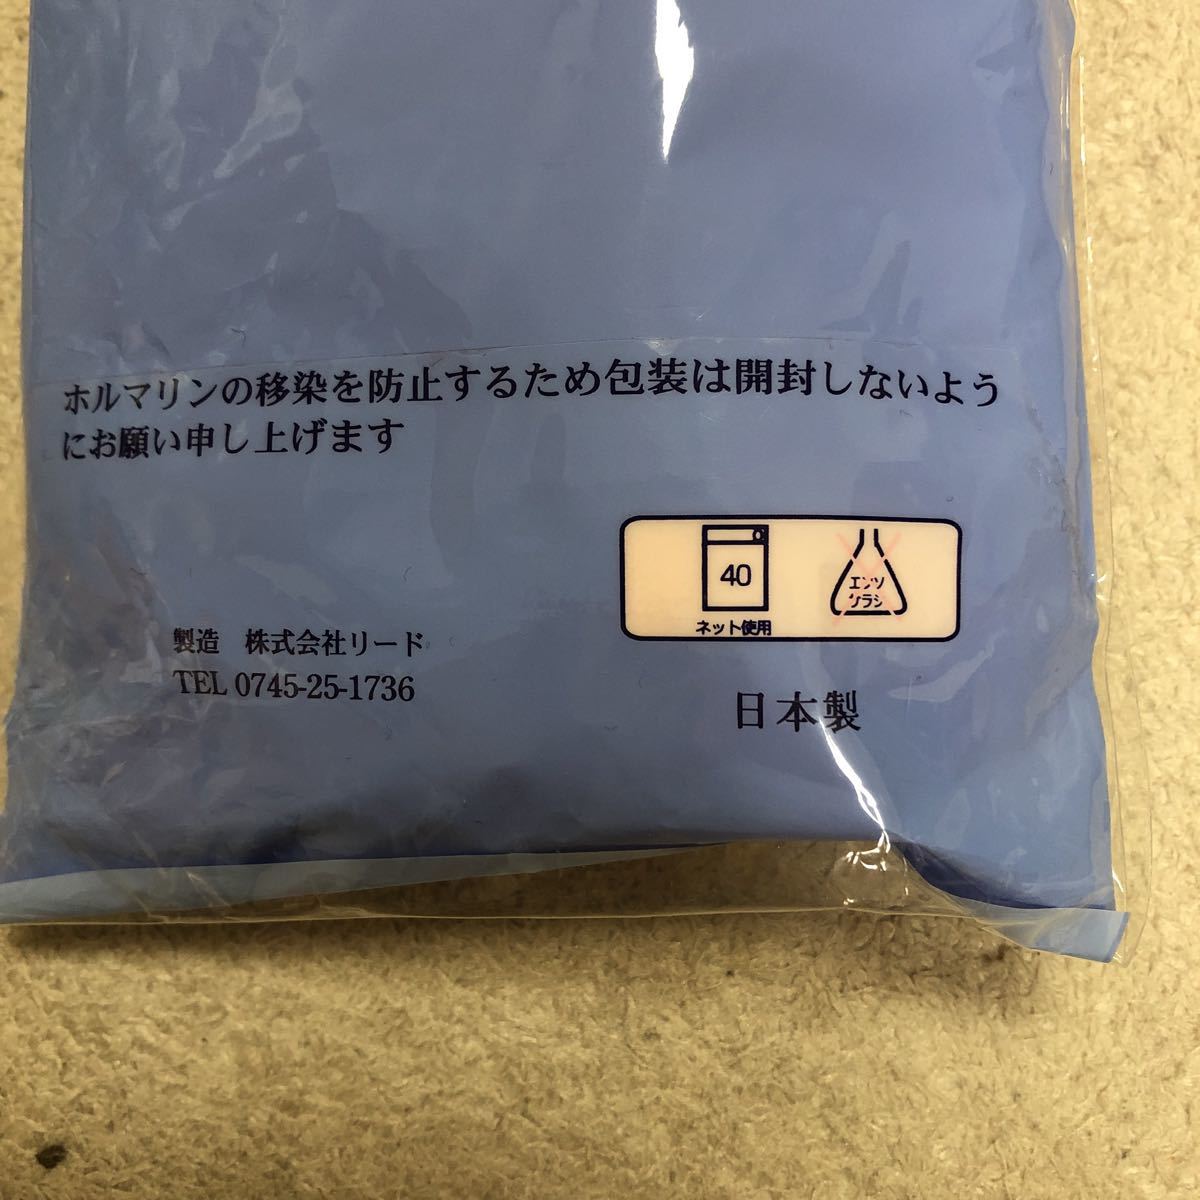 ホルマリンの移染を防止するため包装は開封しないよう
にお願い申し上げます
40
ネット使用
エンソ
サラシ
製造　株式会社リード
TEL 0745-25-1736
日本製